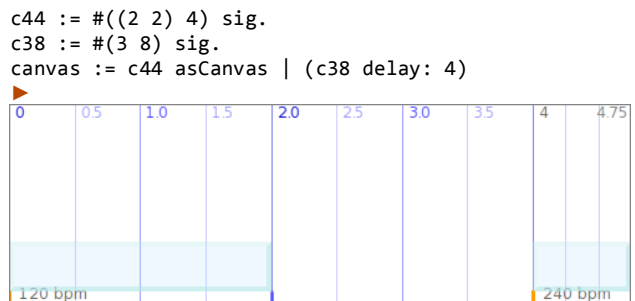 c44 := #((2 2) 4) sig.
c38 := #(3 8) sig.
canvas := c44 asCanvas | (c38 delay: 4)
0 0.5 1.0 1.5 2.0 2.5 3.0 3.5 4 4.75
120 bpm 240 bpm